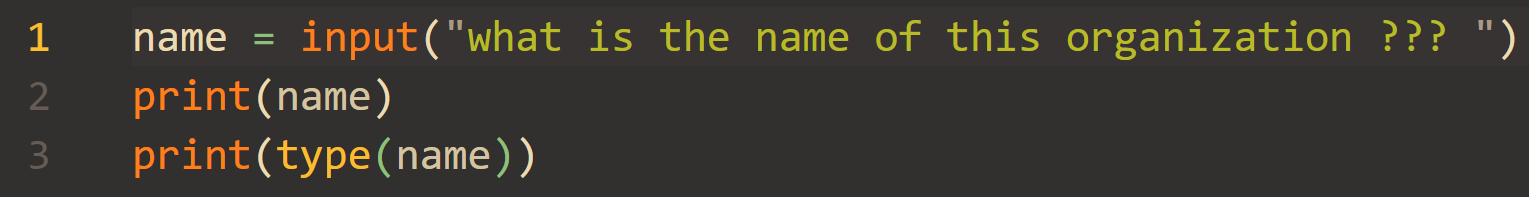 1 name = input("what is the name of this organization ??? ")
2 print(name)
3 print(type(name))